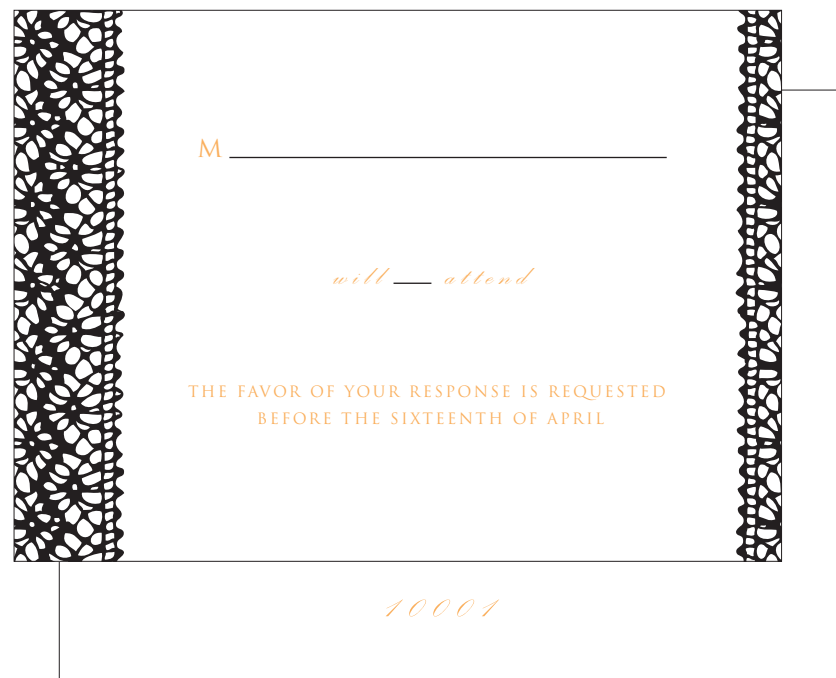 M
will attend
THE FAVOR OF YOUR RESPONSE IS REQUESTED
BEFORE THE SIXTEENTH OF APRIL
10001